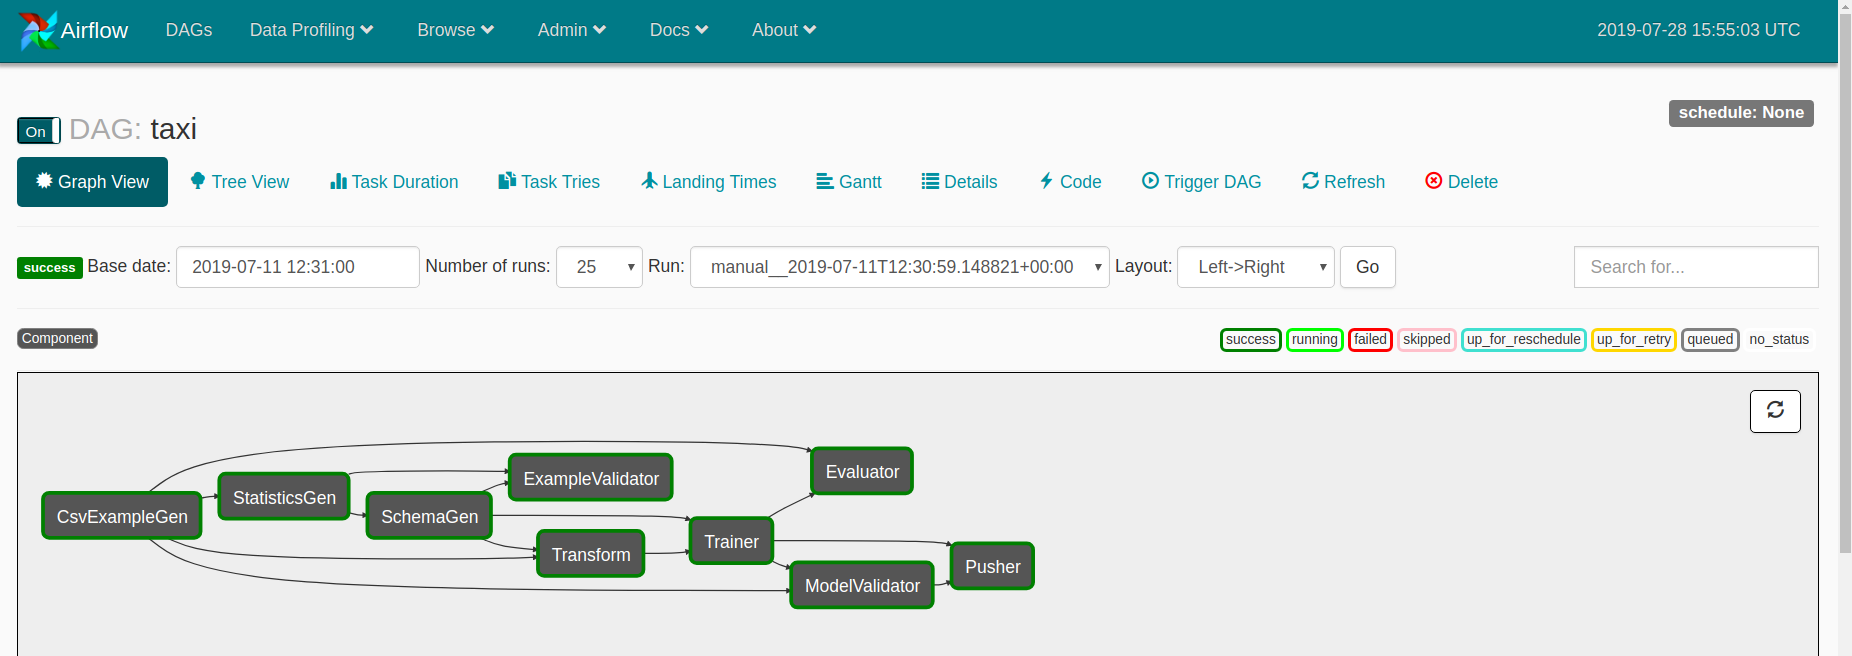 Airflow DAGs Data Profiling Browse Admin Docs About 2019-07-28 15:55:03 UTC
schedule: None
On DAG: taxi
Graph View Tree View Task Duration Task Tries Landing Times Gantt Details Code Trigger DAG Refresh Delete
success Base date: 2019-07-11 12:31:00 Number of runs: 25 Run: manual__2019-07-11T12:30:59.148821+00:00 Layout: Left->Right Go Search for...
Component success running failed skipped up_for_reschedule up_for_retry queued no_status
CsvExampleGen
StatisticsGen
SchemaGen
ExampleValidator
Transform
Trainer
Evaluator
ModelValidator
Pusher